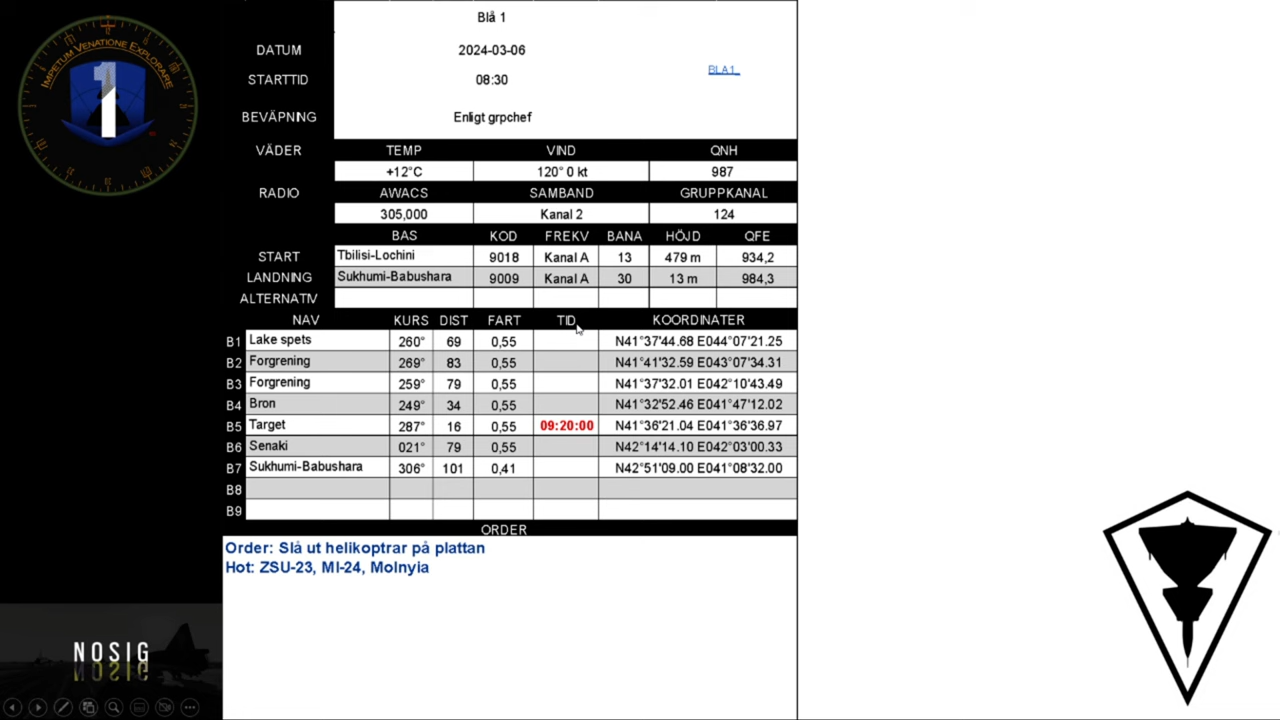 IMPETUM VENATIONE EXPLORARE
1
Blå 1
DATUM 2024-03-06
BLA1_
STARTTID 08:30
BEVÄPNING Enligt grpchef
VÄDER TEMP VIND QNH
+12°C 120° 0 kt 987
RADIO AWACS SAMBAND GRUPPKANAL
305,000 Kanal 2 124
BAS KOD FREKV BANA HÖJD QFE
START Tbilisi-Lochini 9018 Kanal A 13 479 m 934,2
LANDNING Sukhumi-Babushara 9009 Kanal A 30 13 m 984,3
ALTERNATIV
NAV KURS DIST FART TID KOORDINATER
B1 Lake spets 260° 69 0,55 N41°37'44.68 E044°07'21.25
B2 Forgrening 269° 83 0,55 N41°41'32.59 E043°07'34.31
B3 Forgrening 259° 79 0,55 N41°37'32.01 E042°10'43.49
B4 Bron 249° 34 0,55 N41°32'52.46 E041°47'12.02
B5 Target 287° 16 0,55 09:20:00 N41°36'21.04 E041°36'36.97
B6 Senaki 021° 79 0,55 N42°14'14.10 E042°03'00.33
B7 Sukhumi-Babushara 306° 101 0,41 N42°51'09.00 E041°08'32.00
B8
B9
ORDER
Order: Slå ut helikoptrar på plattan
Hot: ZSU-23, MI-24, Molnyia
NOSIG